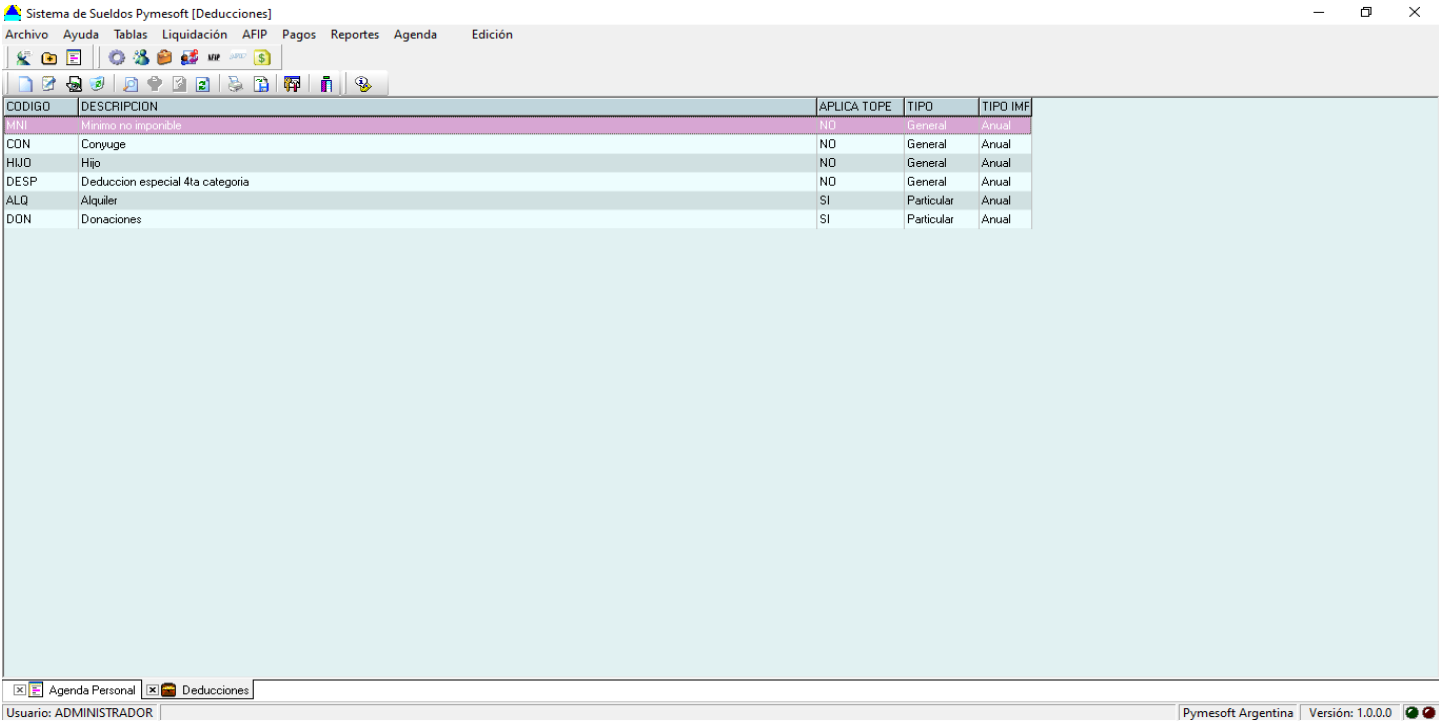 Sistema de Sueldos Pymesoft [Deducciones]
Archivo Ayuda Tablas Liquidación AFIP Pagos Reportes Agenda Edición
CODIGO DESCRIPCION APLICA TOPE TIPO TIPO IMF
MNI Minimo no imponible NO General Anual
CON Conyuge NO General Anual
HIJO Hijo NO General Anual
DESP Deduccion especial 4ta categoria NO General Anual
ALQ Alquiler SI Particular Anual
DON Donaciones SI Particular Anual
Agenda Personal Deducciones
Usuario: ADMINISTRADOR Pymesoft Argentina Versión: 1.0.0.0